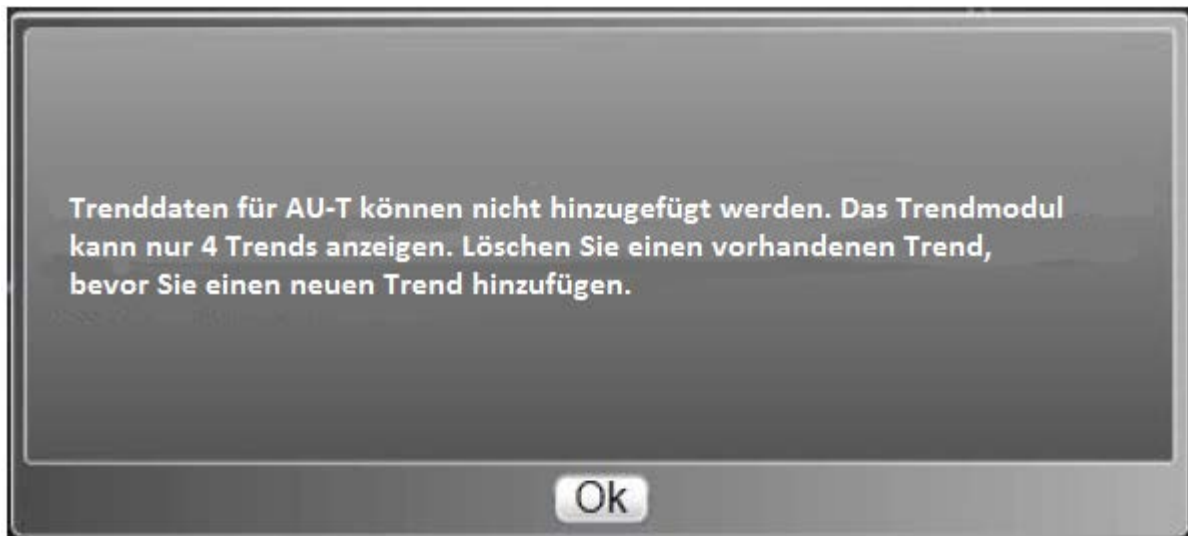 Trenddaten für AU-T können nicht hinzugefügt werden. Das Trendmodul
kann nur 4 Trends anzeigen. Löschen Sie einen vorhandenen Trend,
bevor Sie einen neuen Trend hinzufügen.
Ok